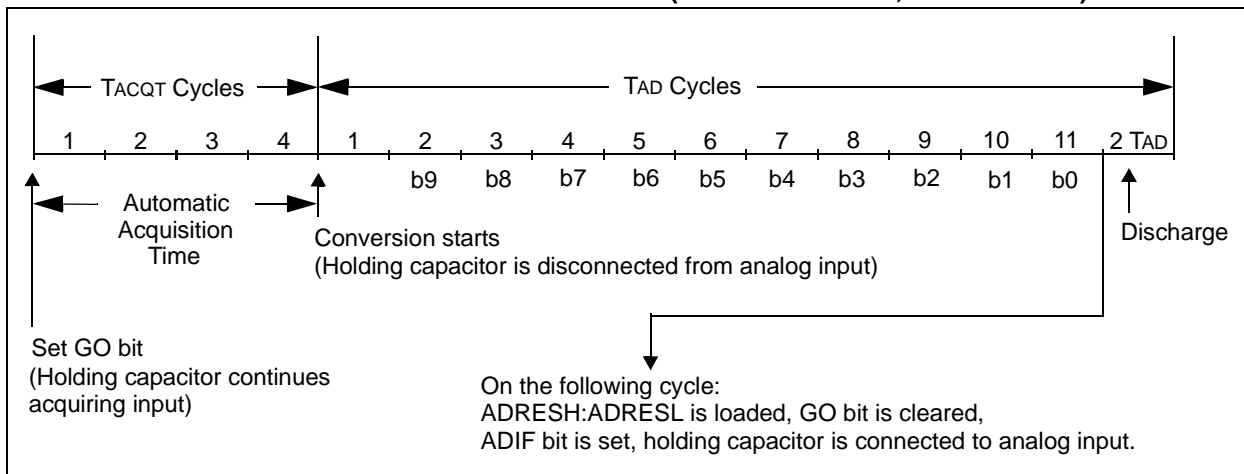 TACQT Cycles
TAD Cycles
1 2 3 4 1 2 3 4 5 6 7 8 9 10 11 2 TAD
b9 b8 b7 b6 b5 b4 b3 b2 b1 b0
Automatic
Acquisition
Time
Conversion starts
(Holding capacitor is disconnected from analog input)
Discharge
Set GO bit
(Holding capacitor continues
acquiring input)
On the following cycle:
ADRESH:ADRESL is loaded, GO bit is cleared,
ADIF bit is set, holding capacitor is connected to analog input.